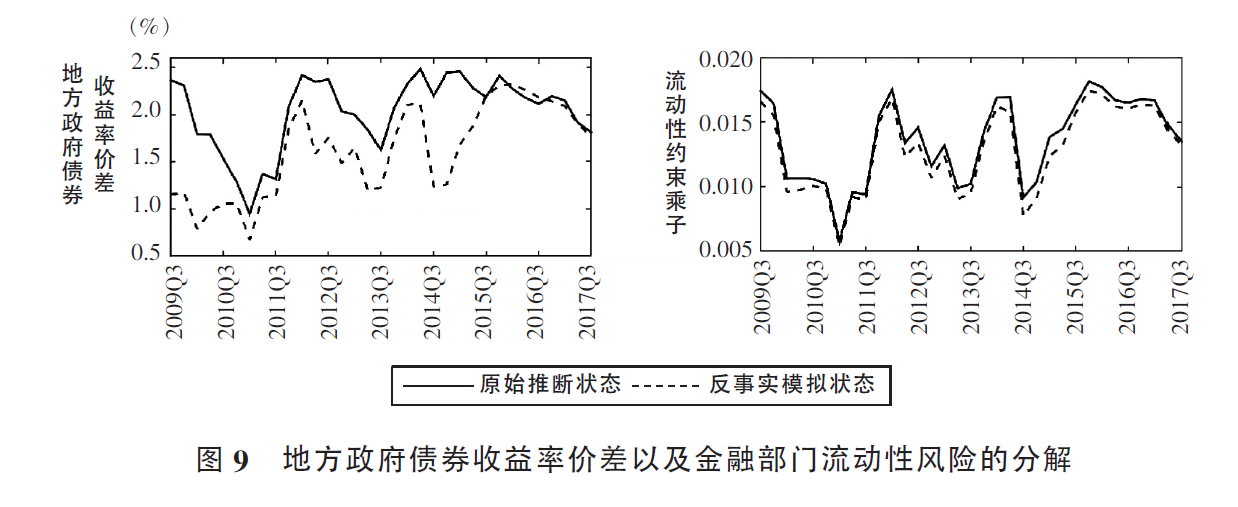 (%)
地方政府债券
收益率价差
2.5
2.0
1.5
1.0
0.5
2009Q3
2010Q3
2011Q3
2012Q3
2013Q3
2014Q3
2015Q3
2016Q3
2017Q3
流动性约束乘子
0.020
0.015
0.010
0.005
2009Q3
2010Q3
2011Q3
2012Q3
2013Q3
2014Q3
2015Q3
2016Q3
2017Q3
原始推断状态 反事实模拟状态
图 9 地方政府债券收益率价差以及金融部门流动性风险的分解